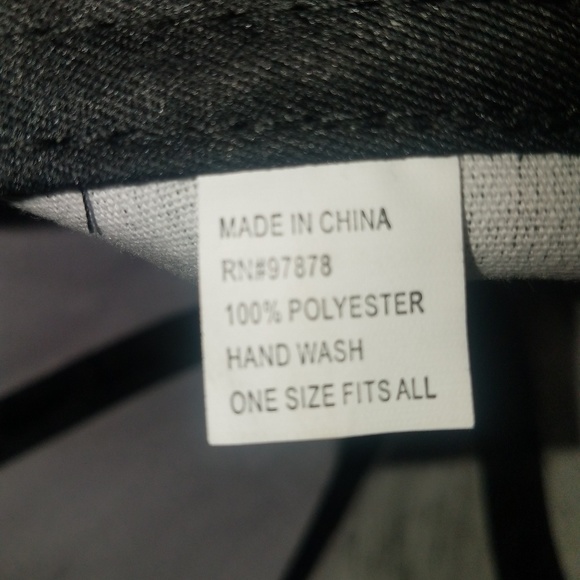 MADE IN CHINA
RN#97878
100% POLYESTER
HAND WASH
ONE SIZE FITS ALL